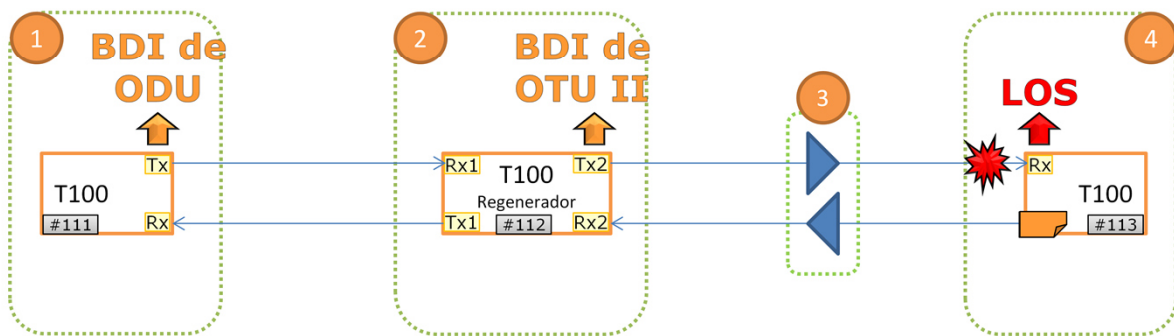 1
BDI de
ODU
Tx
T100
#111
Rx
2
BDI de
OTU II
Rx1
Tx2
T100
Regenerador
Tx1
#112
Rx2
3
4
LOS
Rx
T100
#113